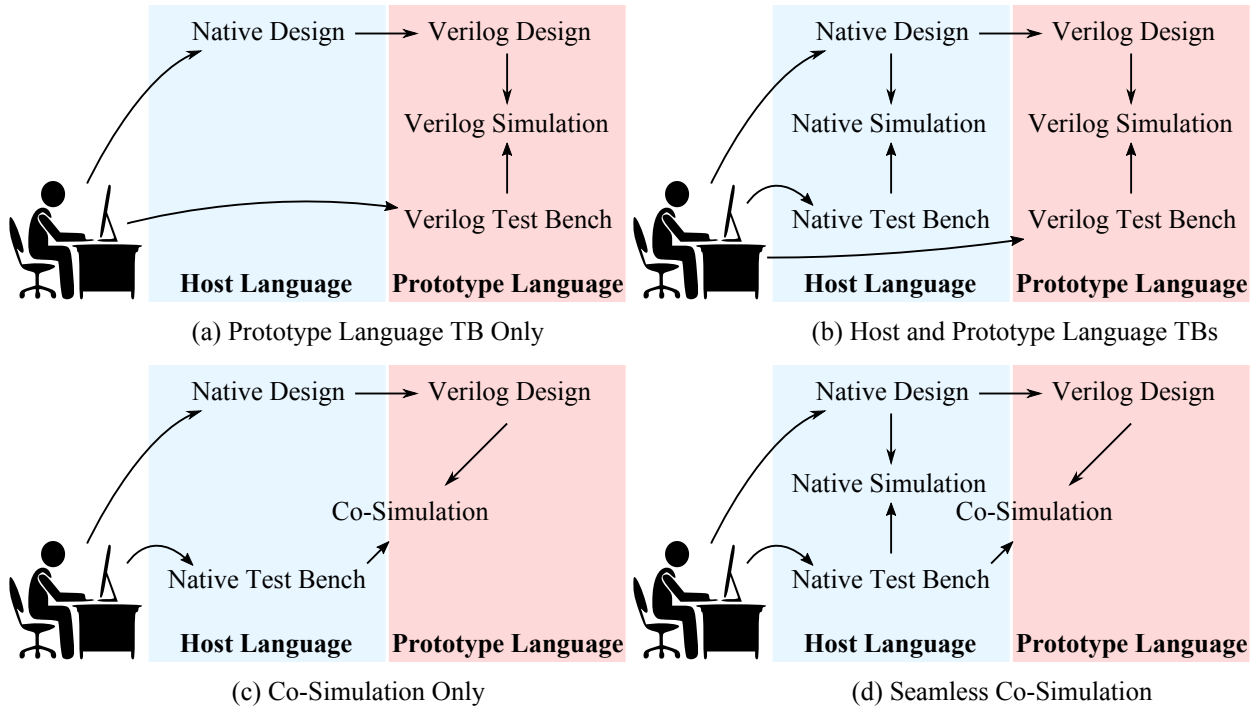 Native Design
Verilog Design
Verilog Simulation
Verilog Test Bench
Host Language
Prototype Language
(a) Prototype Language TB Only
Native Design
Verilog Design
Native Simulation
Verilog Simulation
Native Test Bench
Verilog Test Bench
Host Language
Prototype Language
(b) Host and Prototype Language TBs
Native Design
Verilog Design
Co-Simulation
Native Test Bench
Host Language
Prototype Language
(c) Co-Simulation Only
Native Design
Verilog Design
Native Simulation
Co-Simulation
Native Test Bench
Host Language
Prototype Language
(d) Seamless Co-Simulation